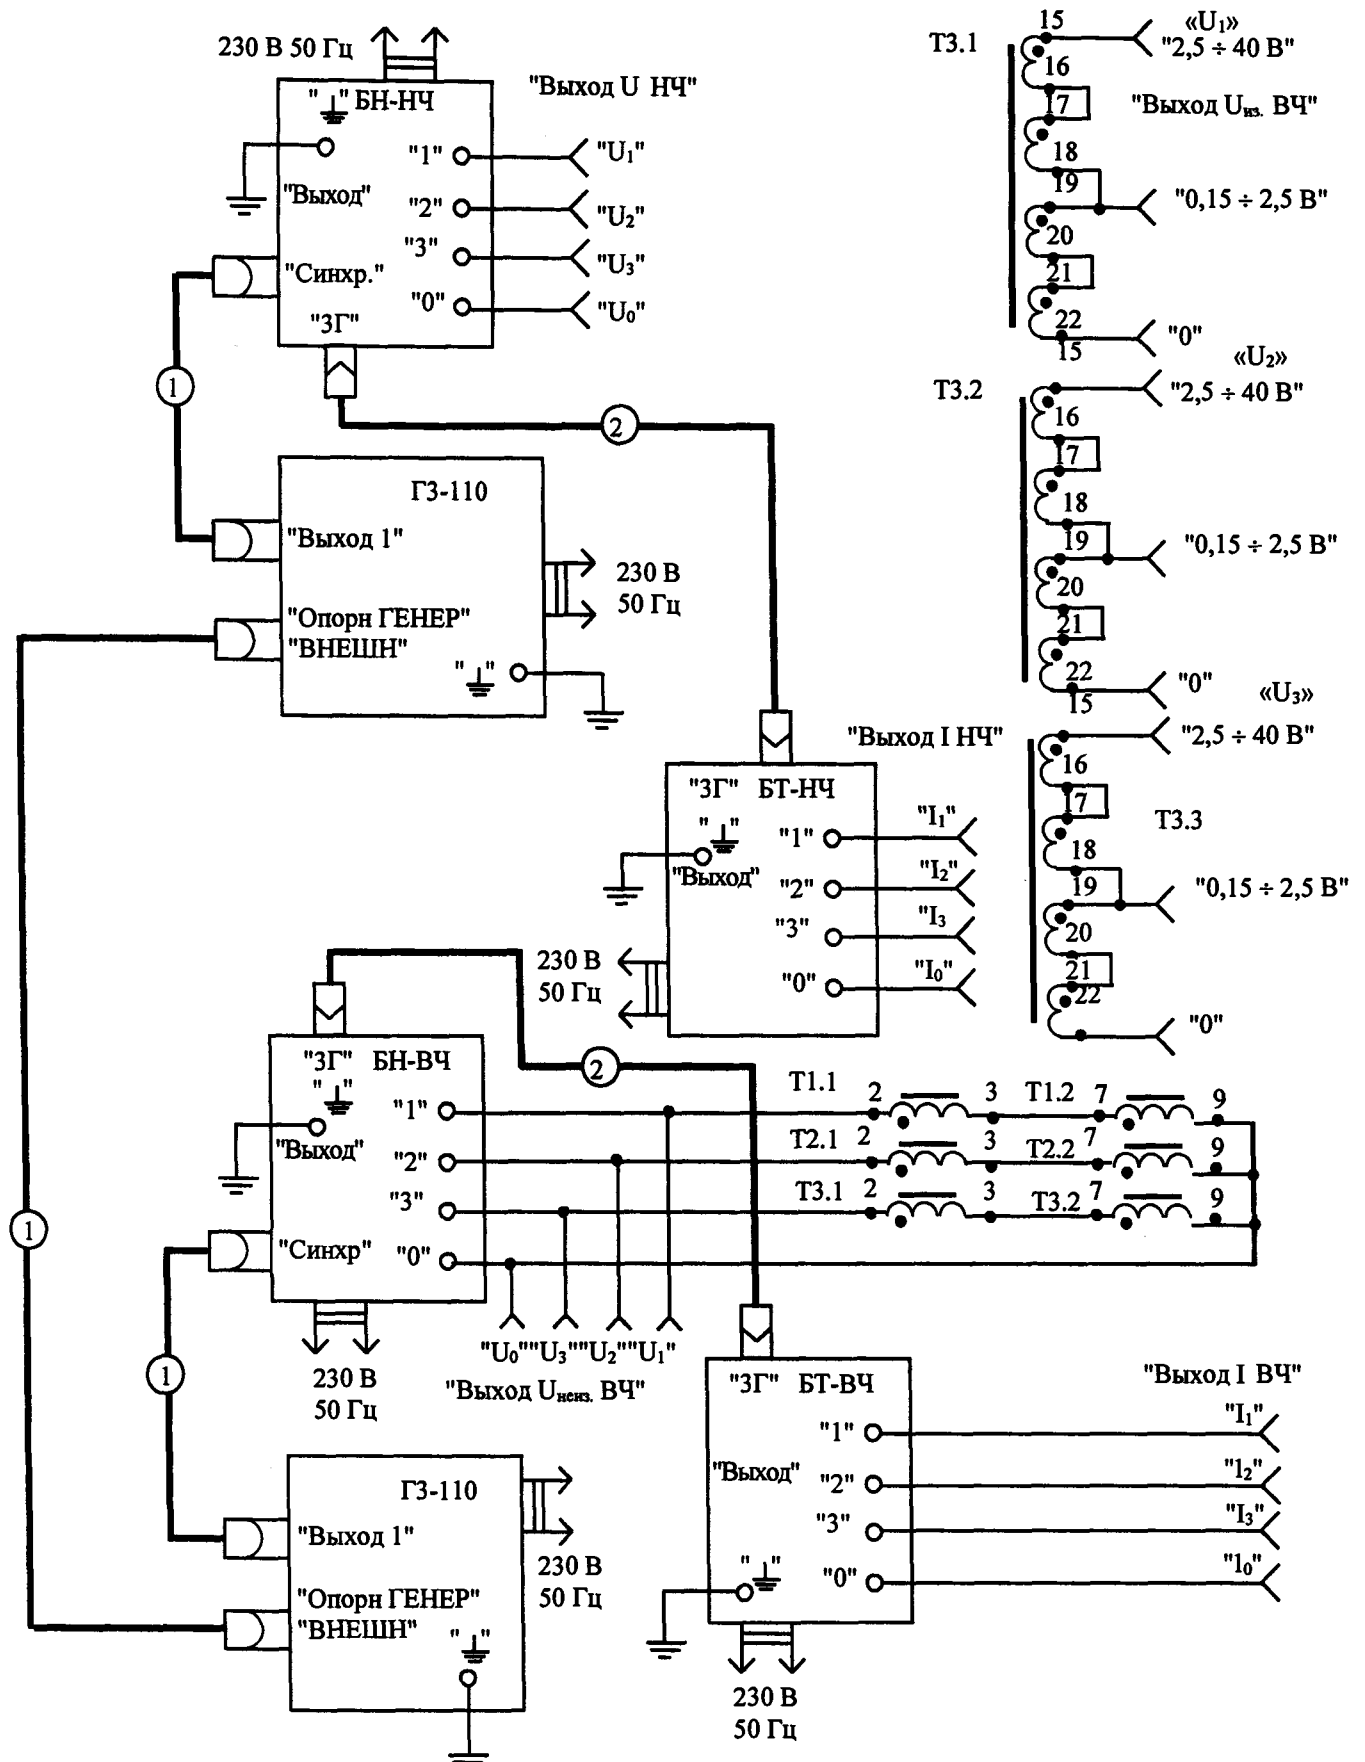 230 В 50 Гц
"⏚" БН-НЧ
"Выход U НЧ"
"1"
"U₁"
"Выход"
"2"
"U₂"
"3"
"U₃"
"Синхр."
"0"
"U₀"
"ЗГ"
1
2
Г3-110
"Выход 1"
230 В
50 Гц
"Опорн ГЕНЕР"
"ВНЕШН"
"⏚"
Т3.1
15
«U₁»
"2,5 ÷ 40 В"
16
17
"Выход Uиз. ВЧ"
18
19
"0,15 ÷ 2,5 В"
20
21
22
"0"
15
«U₂»
Т3.2
"2,5 ÷ 40 В"
16
17
18
19
"0,15 ÷ 2,5 В"
20
21
22
"0"
15
«U₃»
"2,5 ÷ 40 В"
16
17
Т3.3
18
19
"0,15 ÷ 2,5 В"
20
21
22
"0"
"Выход I НЧ"
"ЗГ" БТ-НЧ
"⏚"
"1"
"I₁"
"Выход"
"2"
"I₂"
"3"
"I₃
"0"
"I₀"
230 В
50 Гц
"ЗГ" БН-ВЧ
"⏚"
2
"1"
"Выход"
"2"
"3"
"Синхр"
"0"
Т1.1
2
3
Т1.2
7
9
Т2.1
2
3
Т2.2
7
9
Т3.1
2
3
Т3.2
7
9
1
1
230 В
50 Гц
"U₀""U₃""U₂""U₁"
"Выход Uнеиз. ВЧ"
"ЗГ" БТ-ВЧ
"Выход I ВЧ"
"1"
"I₁"
"Выход"
"2"
"I₂"
"3"
"I₃"
"⏚"
"0"
"I₀"
230 В
50 Гц
Г3-110
"Выход 1"
230 В
50 Гц
"Опорн ГЕНЕР"
"ВНЕШН"
"⏚"